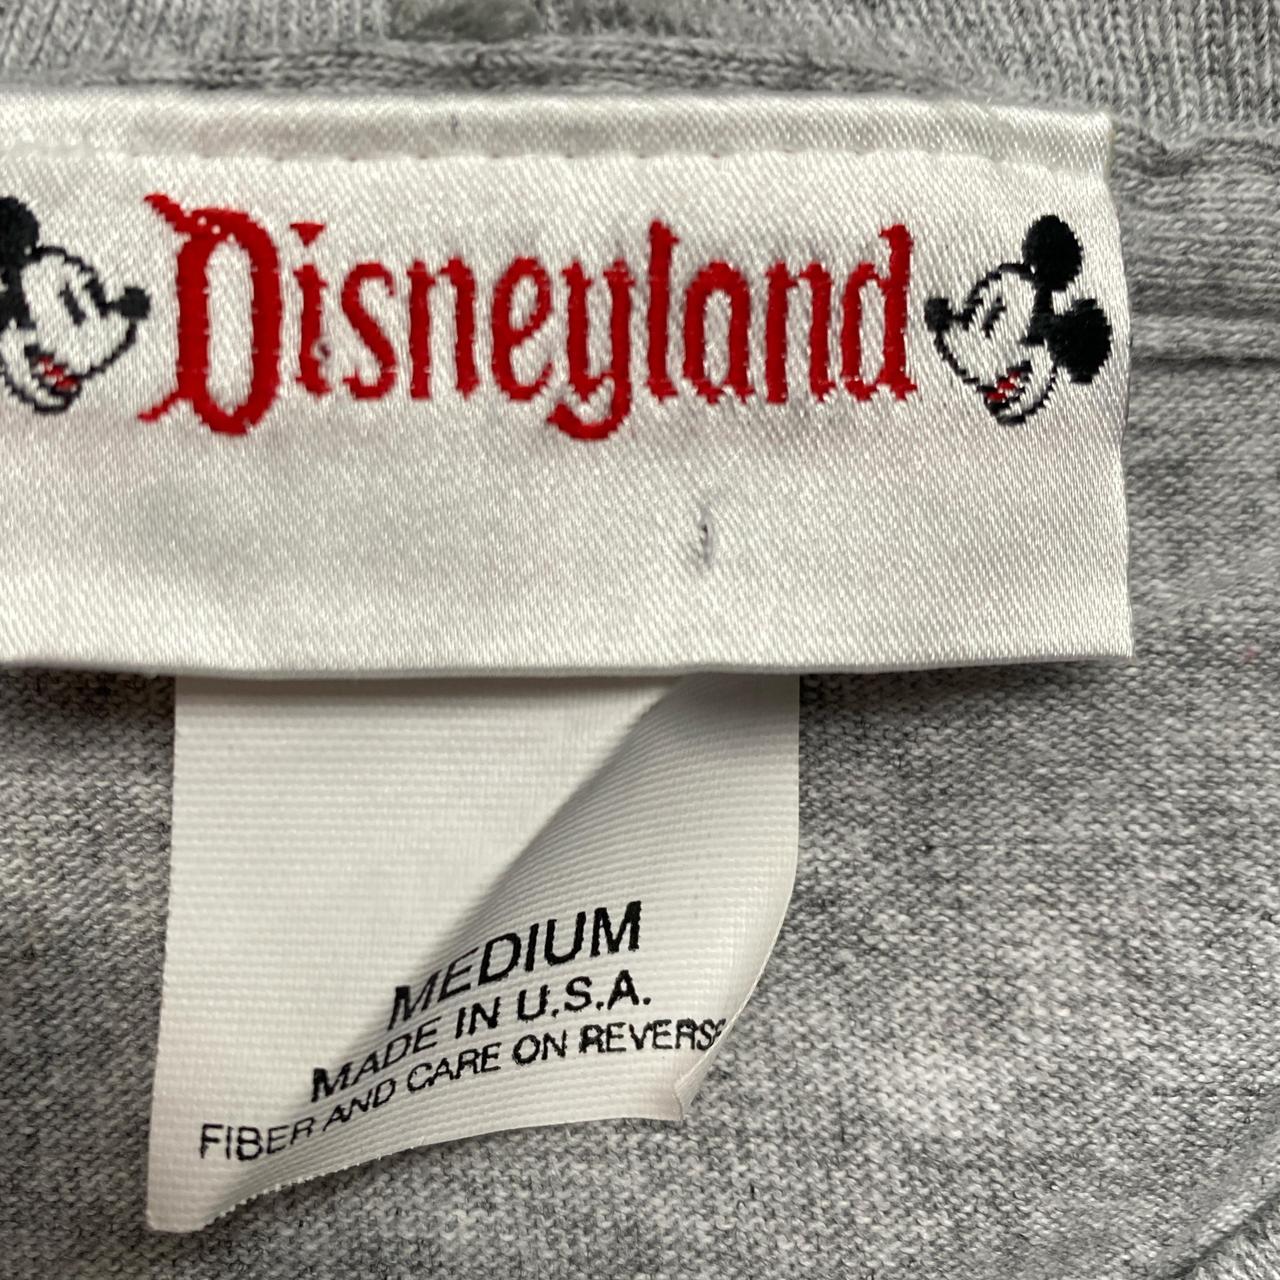 Disneyland
MEDIUM
MADE IN U.S.A.
FIBER AND CARE ON REVERSE